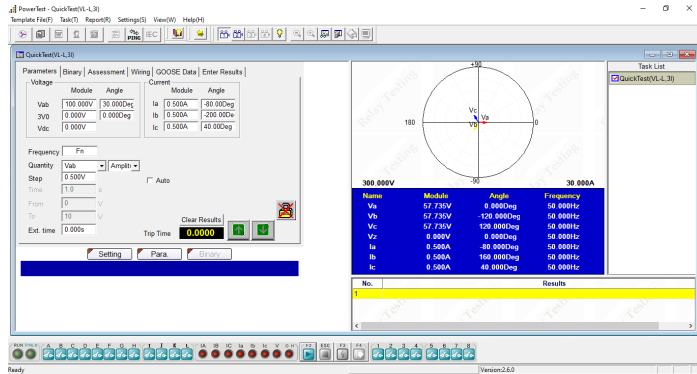 PowerTest - QuickTest(VL-L,3I)
Template File(F) Task(T) Report(R) Settings(S) View(W) Help(H)
% PING IEC
QuickTest(VL-L,3I)
Parameters Binary Assessment Wiring GOOSE Data Enter Results
Voltage
Module Angle
Vab 100.000V 30.000Deg
3V0 0.000V 0.000Deg
Vdc 0.000V
Current
Module Angle
Ia 0.500A -80.00Deg
Ib 0.500A -200.00De
Ic 0.500A 40.00Deg
Frequency Fn
Quantity Vab Amplit
Step 0.500V Auto
Time 1.0 s
From 0 V
To 10 V
Ext. time 0.000s
Clear Results
Trip Time 0.0000
Setting Para. Binary
+90
180
0
-90
Vc
Va
Vb
300.000V 30.000A
Name Module Angle Frequency
Va 57.735V 0.000Deg 50.000Hz
Vb 57.735V -120.000Deg 50.000Hz
Vc 57.735V 120.000Deg 50.000Hz
Vz 0.000V 0.000Deg 50.000Hz
Ia 0.500A -80.000Deg 50.000Hz
Ib 0.500A 160.000Deg 50.000Hz
Ic 0.500A 40.000Deg 50.000Hz
No. Results
1
Task List
QuickTest(VL-L,3I)
Relay Testing
A B C D E F G H I J K L IA IB IC Ia Ib Ic V O H F2 ESC F3 F4 1 2 3 4 5 6 7 8
Ready Version:2.6.0